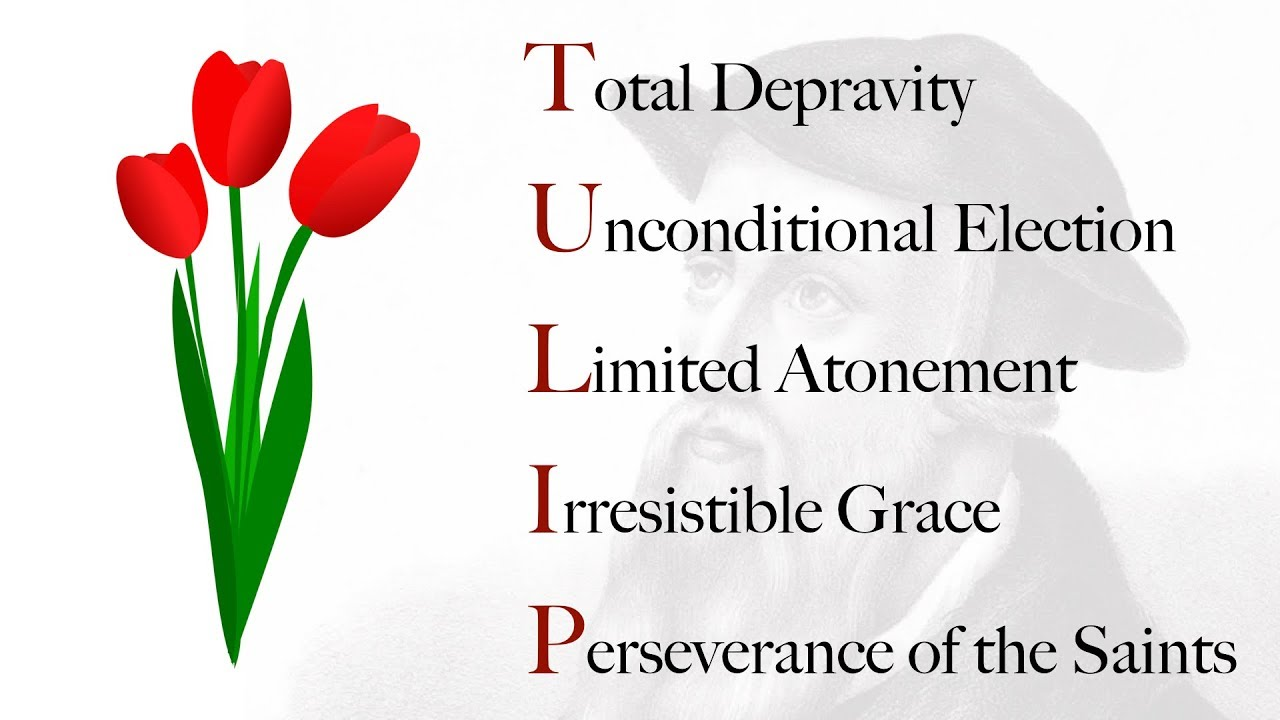 Total Depravity
Unconditional Election
Limited Atonement
Irresistible Grace
Perseverance of the Saints